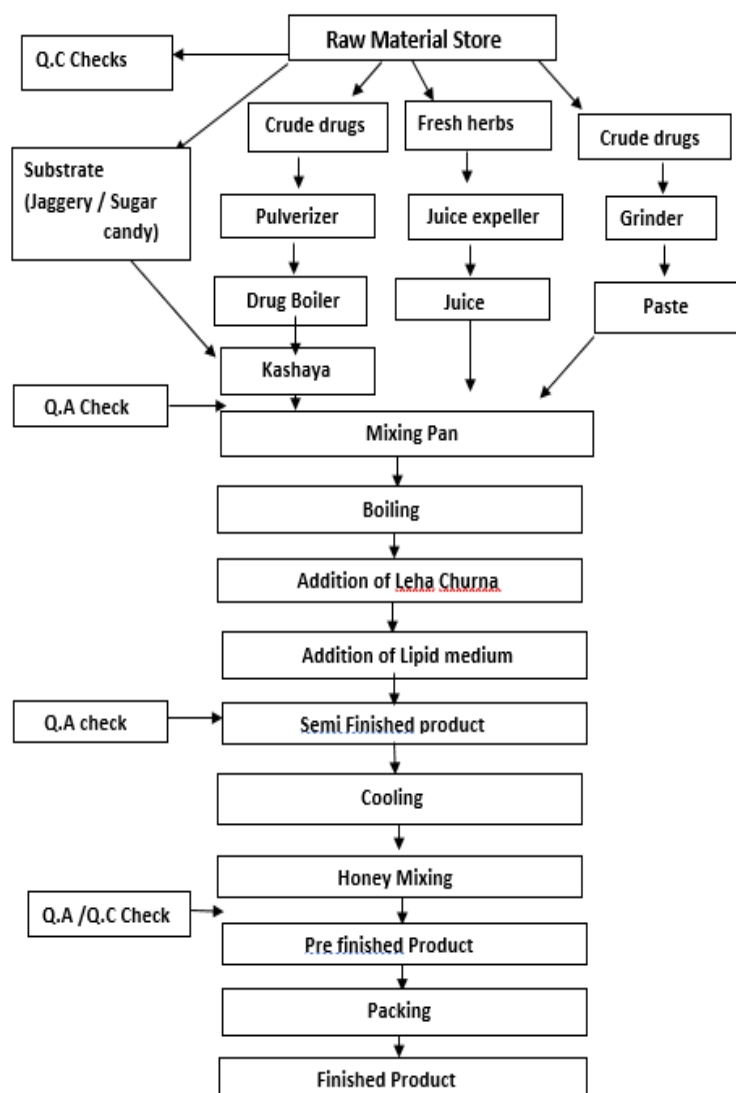 Raw Material Store
Q.C Checks
Crude drugs
Fresh herbs
Crude drugs
Substrate
(Jaggery / Sugar
candy)
Pulverizer
Juice expeller
Grinder
Drug Boiler
Juice
Paste
Kashaya
Q.A Check
Mixing Pan
Boiling
Addition of Leha Churna
Addition of Lipid medium
Q.A check
Semi Finished product
Cooling
Honey Mixing
Q.A /Q.C Check
Pre finished Product
Packing
Finished Product